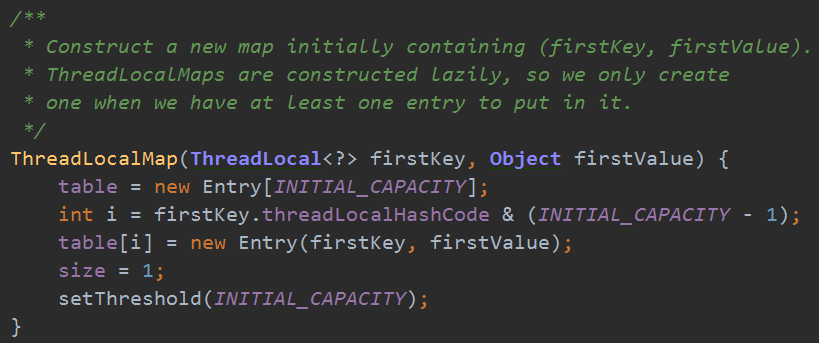 /**
 * Construct a new map initially containing (firstKey, firstValue).
 * ThreadLocalMaps are constructed lazily, so we only create
 * one when we have at least one entry to put in it.
 */
ThreadLocalMap(ThreadLocal<?> firstKey, Object firstValue) {
    table = new Entry[INITIAL_CAPACITY];
    int i = firstKey.threadLocalHashCode & (INITIAL_CAPACITY - 1);
    table[i] = new Entry(firstKey, firstValue);
    size = 1;
    setThreshold(INITIAL_CAPACITY);
}